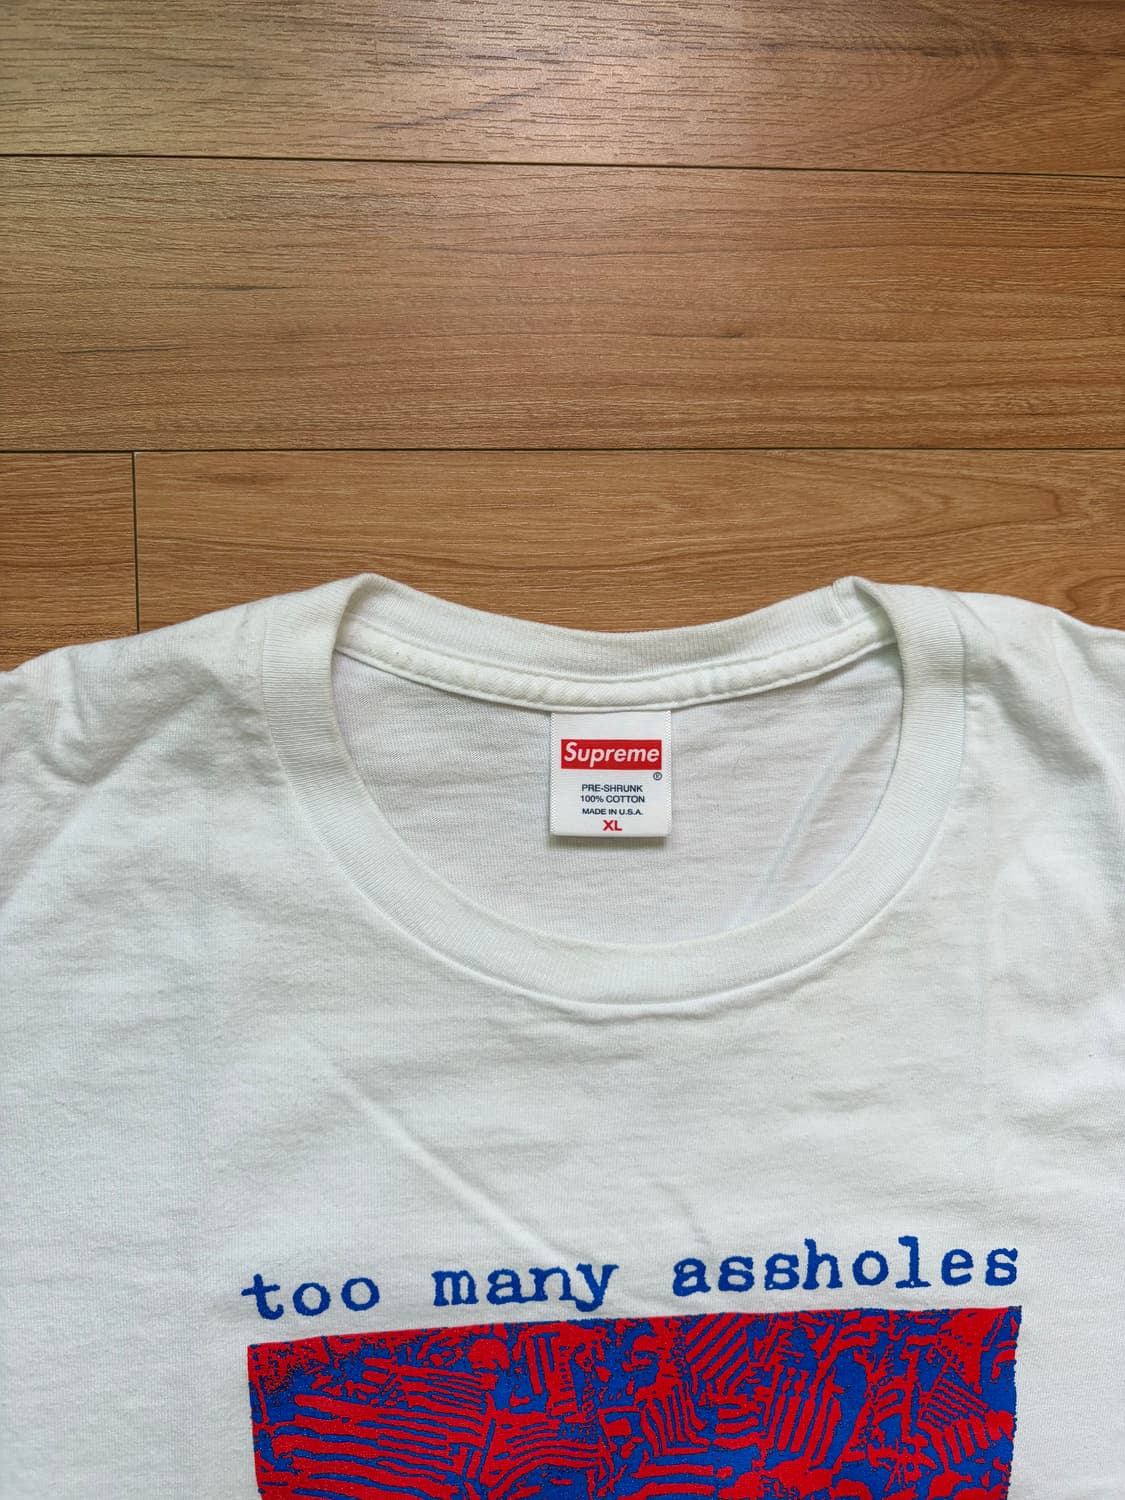 Supreme
®
PRE-SHRUNK
100% COTTON
MADE IN U.S.A.
XL
too many assholes